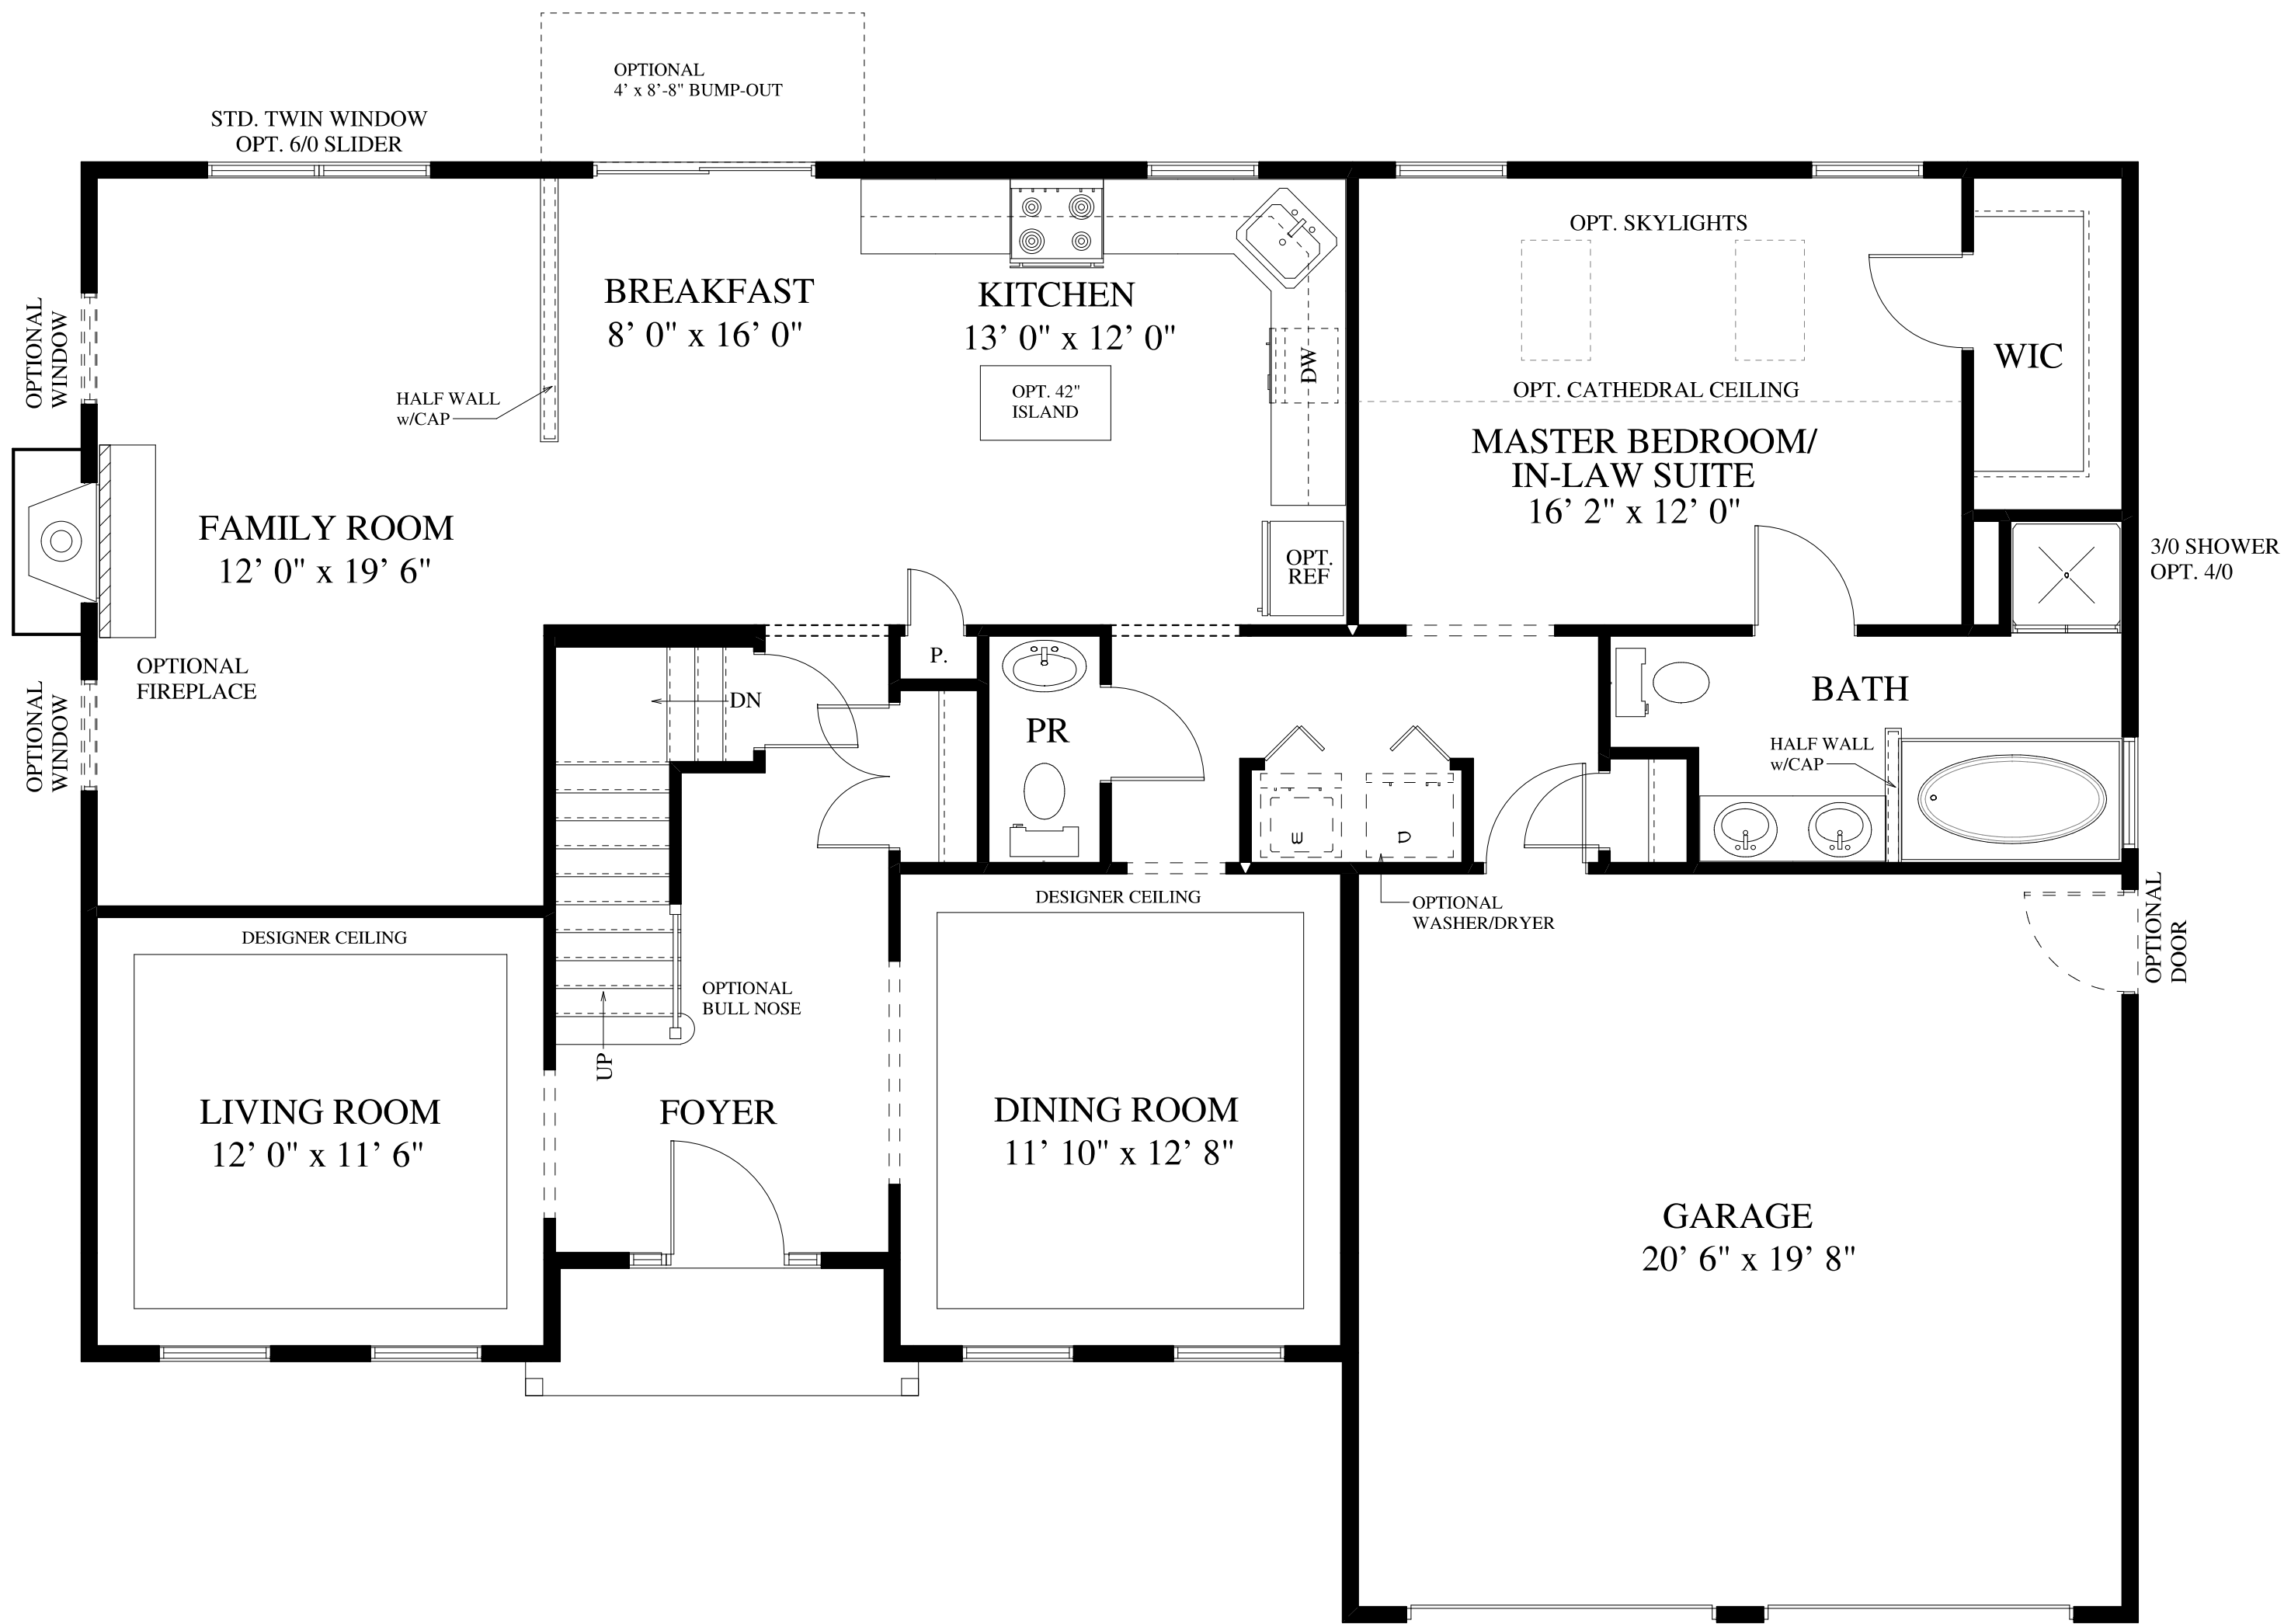 OPTIONAL
4' x 8'-8" BUMP-OUT
STD. TWIN WINDOW
OPT. 6/0 SLIDER
OPT. SKYLIGHTS
BREAKFAST
8' 0" x 16' 0"
KITCHEN
13' 0" x 12' 0"
OPTIONAL
WINDOW
DW
WIC
HALF WALL
w/CAP
OPT. 42"
ISLAND
OPT. CATHEDRAL CEILING
MASTER BEDROOM/
IN-LAW SUITE
16' 2" x 12' 0"
FAMILY ROOM
12' 0" x 19' 6"
OPT.
REF
3/0 SHOWER
OPT. 4/0
OPTIONAL
FIREPLACE
P.
OPTIONAL
WINDOW
DN
PR
BATH
HALF WALL
w/CAP
W
D
DESIGNER CEILING
OPTIONAL
WASHER/DRYER
OPTIONAL
DOOR
DESIGNER CEILING
OPTIONAL
BULL NOSE
UP
LIVING ROOM
12' 0" x 11' 6"
FOYER
DINING ROOM
11' 10" x 12' 8"
GARAGE
20' 6" x 19' 8"